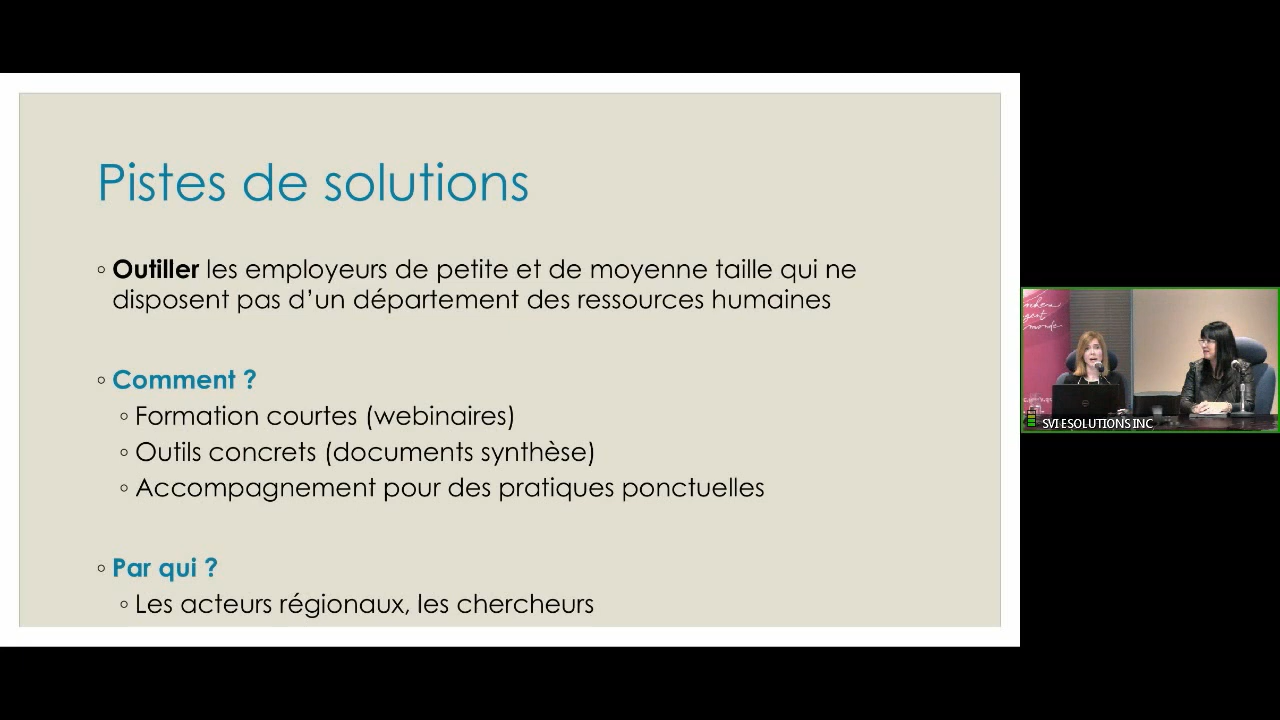 Pistes de solutions
◦ Outiller les employeurs de petite et de moyenne taille qui ne
disposent pas d’un département des ressources humaines
◦ Comment ?
◦ Formation courtes (webinaires)
◦ Outils concrets (documents synthèse)
◦ Accompagnement pour des pratiques ponctuelles
◦ Par qui ?
◦ Les acteurs régionaux, les chercheurs
monde
SVI ESOLUTIONS INC